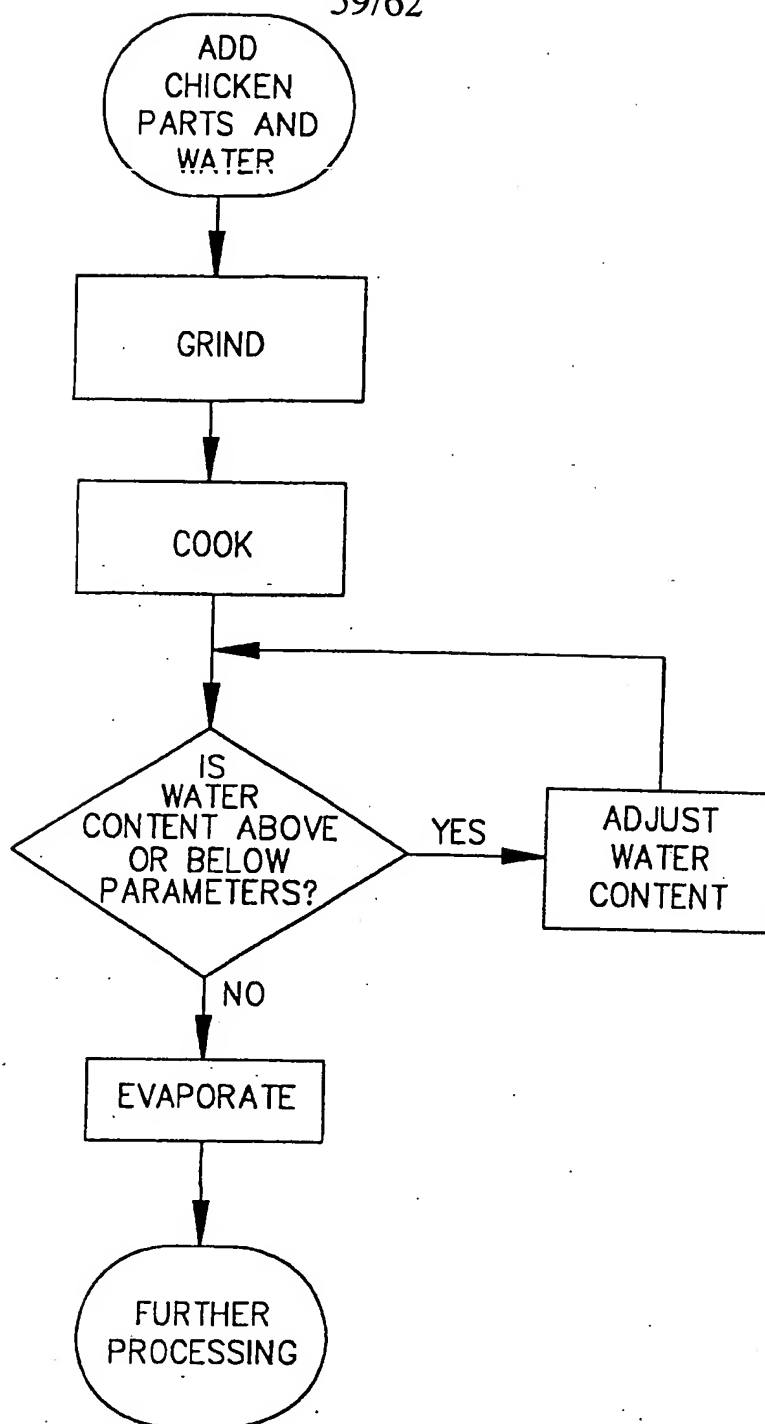 59/62
ADD
CHICKEN
PARTS AND
WATER
GRIND
COOK
IS
WATER
CONTENT ABOVE
OR BELOW
PARAMETERS?
YES
ADJUST
WATER
CONTENT
NO
EVAPORATE
FURTHER
PROCESSING